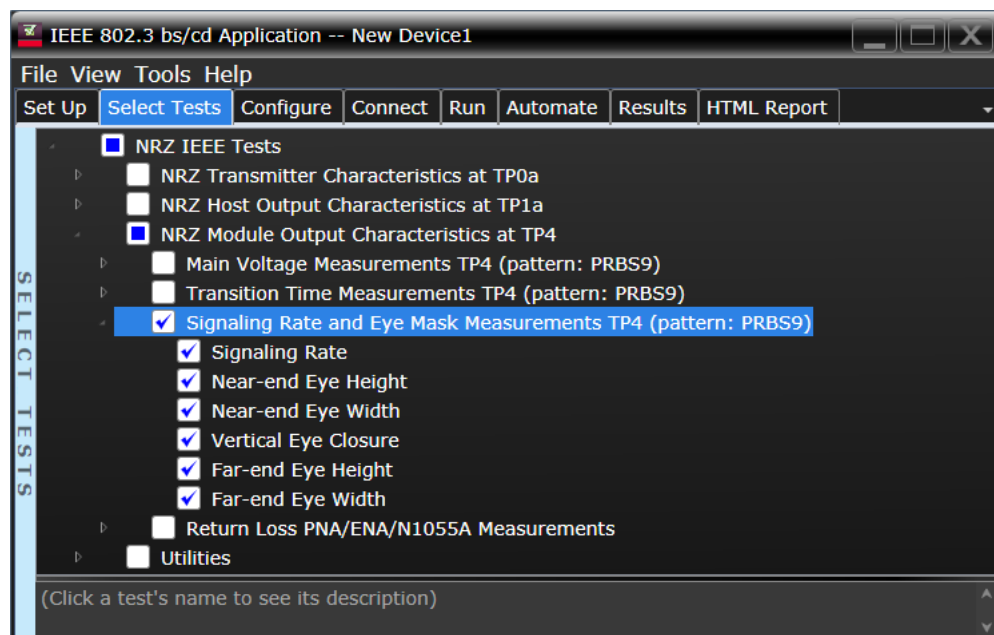 IEEE 802.3 bs/cd Application -- New Device1
File View Tools Help
Set Up Select Tests Configure Connect Run Automate Results HTML Report
SELECT TESTS
NRZ IEEE Tests
NRZ Transmitter Characteristics at TP0a
NRZ Host Output Characteristics at TP1a
NRZ Module Output Characteristics at TP4
Main Voltage Measurements TP4 (pattern: PRBS9)
Transition Time Measurements TP4 (pattern: PRBS9)
Signaling Rate and Eye Mask Measurements TP4 (pattern: PRBS9)
Signaling Rate
Near-end Eye Height
Near-end Eye Width
Vertical Eye Closure
Far-end Eye Height
Far-end Eye Width
Return Loss PNA/ENA/N1055A Measurements
Utilities
(Click a test's name to see its description)